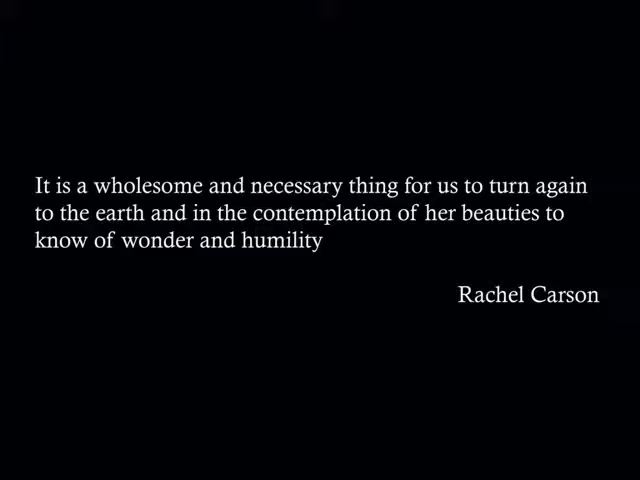 It is a wholesome and necessary thing for us to turn again
to the earth and in the contemplation of her beauties to
know of wonder and humility
Rachel Carson